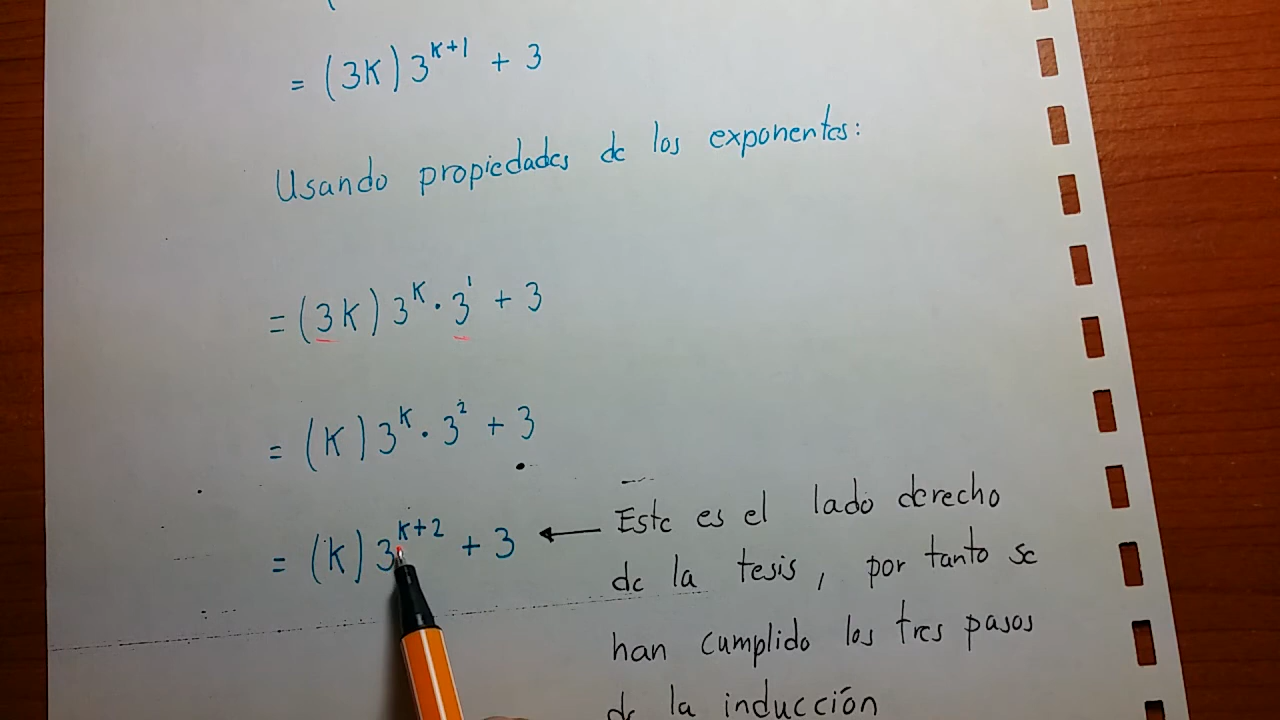 = (3K) 3^{K+1} + 3
Usando propiedades de los exponentes:
= (3K) 3^K · 3^1 + 3
= (K) 3^K · 3^2 + 3
= (K) 3^{K+2} + 3 ← Este es el lado derecho
de la tesis, por tanto se
han cumplido los tres pasos
de la inducción